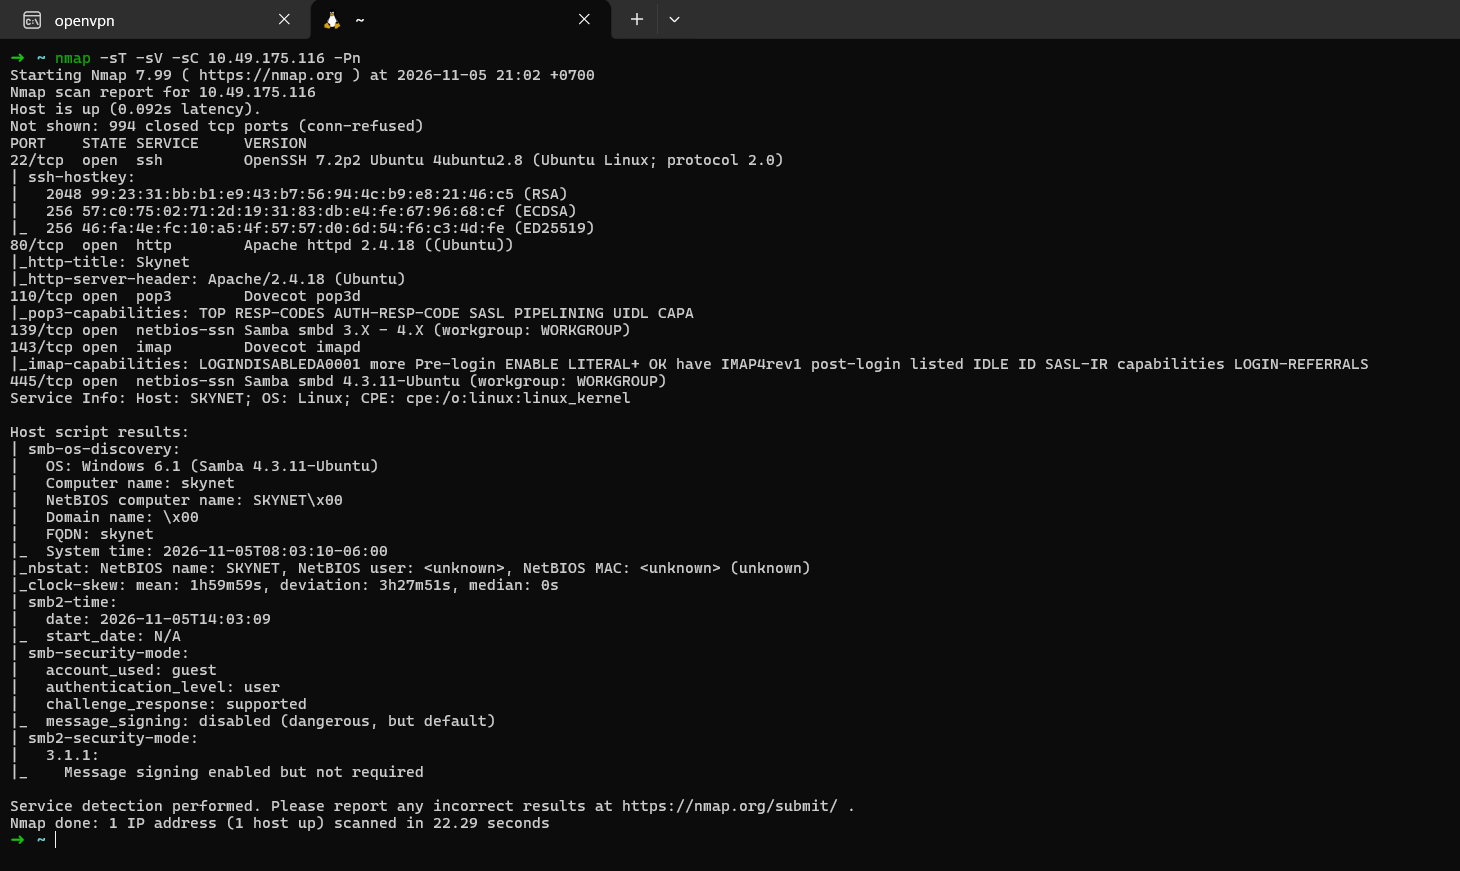 openvpn
~
➜ ~ nmap -sT -sV -sC 10.49.175.116 -Pn
Starting Nmap 7.99 ( https://nmap.org ) at 2026-11-05 21:02 +0700
Nmap scan report for 10.49.175.116
Host is up (0.092s latency).
Not shown: 994 closed tcp ports (conn-refused)
PORT    STATE SERVICE     VERSION
22/tcp  open  ssh         OpenSSH 7.2p2 Ubuntu 4ubuntu2.8 (Ubuntu Linux; protocol 2.0)
| ssh-hostkey:
|   2048 99:23:31:bb:b1:e9:43:b7:56:94:4c:b9:e8:21:46:c5 (RSA)
|   256 57:c0:75:02:71:2d:19:31:83:db:e4:fe:67:96:68:cf (ECDSA)
|_  256 46:fa:4e:fc:10:a5:4f:57:57:d0:6d:54:f6:c3:4d:fe (ED25519)
80/tcp  open  http        Apache httpd 2.4.18 ((Ubuntu))
|_http-title: Skynet
|_http-server-header: Apache/2.4.18 (Ubuntu)
110/tcp open  pop3        Dovecot pop3d
|_pop3-capabilities: TOP RESP-CODES AUTH-RESP-CODE SASL PIPELINING UIDL CAPA
139/tcp open  netbios-ssn Samba smbd 3.X - 4.X (workgroup: WORKGROUP)
143/tcp open  imap        Dovecot imapd
|_imap-capabilities: LOGINDISABLEDA0001 more Pre-login ENABLE LITERAL+ OK have IMAP4rev1 post-login listed IDLE ID SASL-IR capabilities LOGIN-REFERRALS
445/tcp open  netbios-ssn Samba smbd 4.3.11-Ubuntu (workgroup: WORKGROUP)
Service Info: Host: SKYNET; OS: Linux; CPE: cpe:/o:linux:linux_kernel

Host script results:
| smb-os-discovery:
|   OS: Windows 6.1 (Samba 4.3.11-Ubuntu)
|   Computer name: skynet
|   NetBIOS computer name: SKYNET\x00
|   Domain name: \x00
|   FQDN: skynet
|_  System time: 2026-11-05T08:03:10-06:00
|_nbstat: NetBIOS name: SKYNET, NetBIOS user: <unknown>, NetBIOS MAC: <unknown> (unknown)
|_clock-skew: mean: 1h59m59s, deviation: 3h27m51s, median: 0s
| smb2-time:
|   date: 2026-11-05T14:03:09
|_  start_date: N/A
| smb-security-mode:
|   account_used: guest
|   authentication_level: user
|   challenge_response: supported
|_  message_signing: disabled (dangerous, but default)
| smb2-security-mode:
|   3.1.1:
|_    Message signing enabled but not required

Service detection performed. Please report any incorrect results at https://nmap.org/submit/ .
Nmap done: 1 IP address (1 host up) scanned in 22.29 seconds
➜ ~